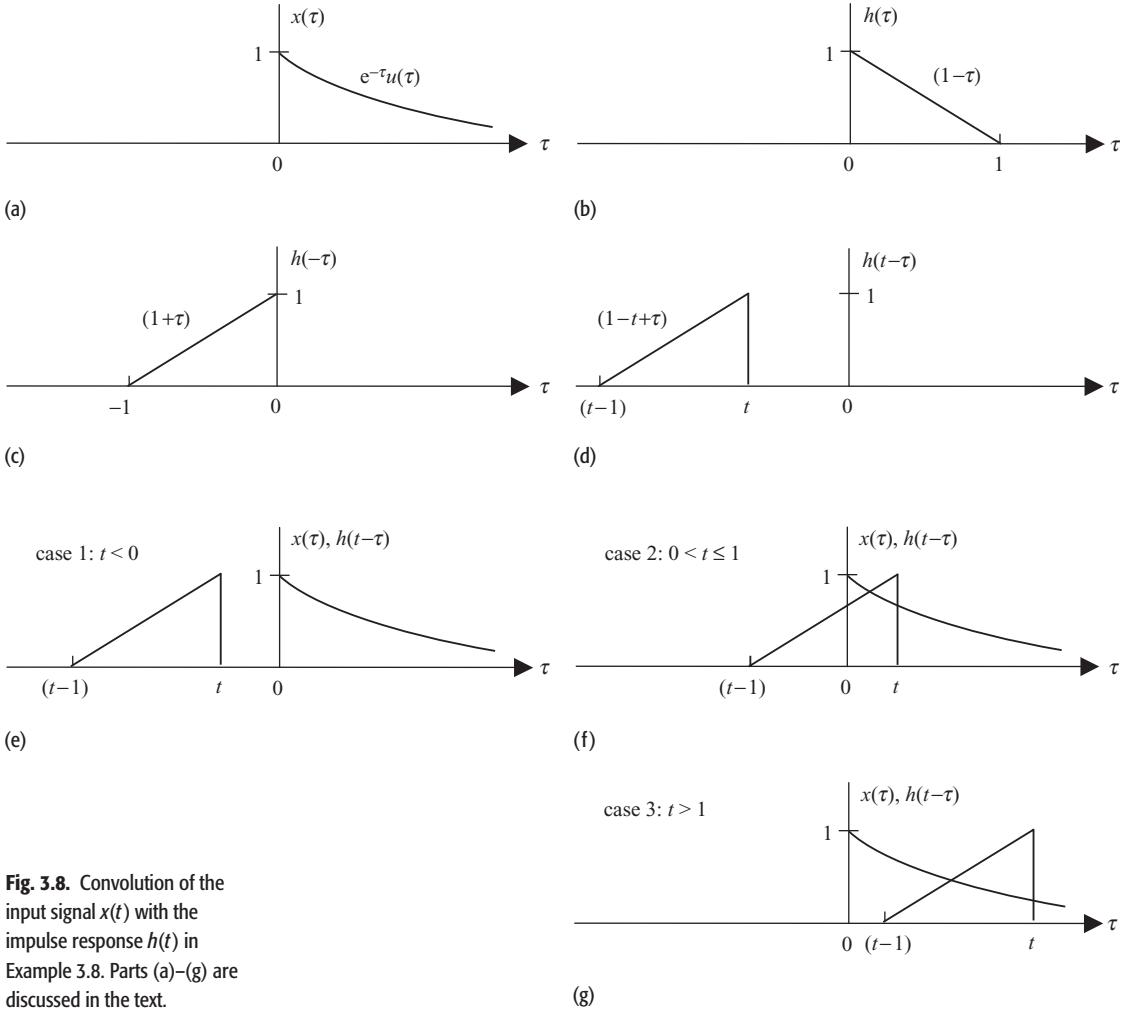 x(τ)
1
e⁻τu(τ)
τ
0
(a)
h(τ)
1
(1−τ)
τ
0
1
(b)
h(−τ)
1
(1+τ)
τ
−1
0
(c)
h(t−τ)
1
(1−t+τ)
τ
(t−1)
t
0
(d)
case 1: t < 0
x(τ), h(t−τ)
1
τ
(t−1)
t
0
(e)
case 2: 0 < t ≤ 1
x(τ), h(t−τ)
1
τ
(t−1)
0
t
(f)
case 3: t > 1
x(τ), h(t−τ)
1
τ
0
(t−1)
t
(g)
Fig. 3.8. Convolution of the
input signal x(t) with the
impulse response h(t) in
Example 3.8. Parts (a)–(g) are
discussed in the text.